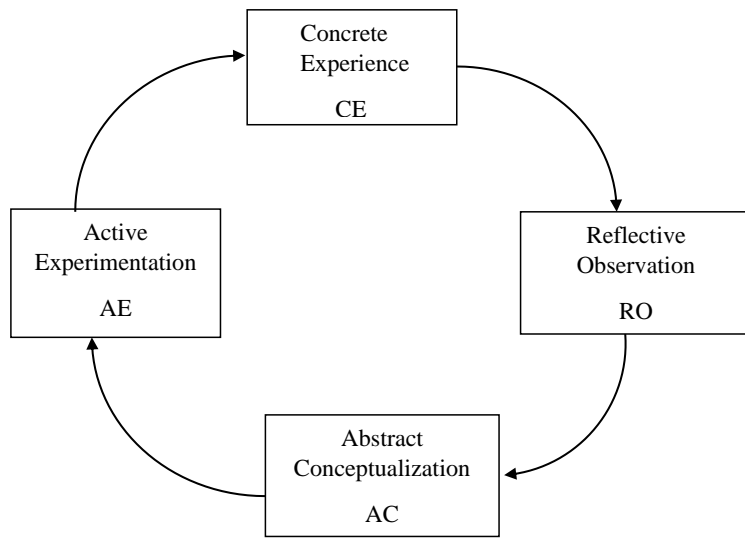 Concrete
Experience
CE
Active
Experimentation
AE
Reflective
Observation
RO
Abstract
Conceptualization
AC